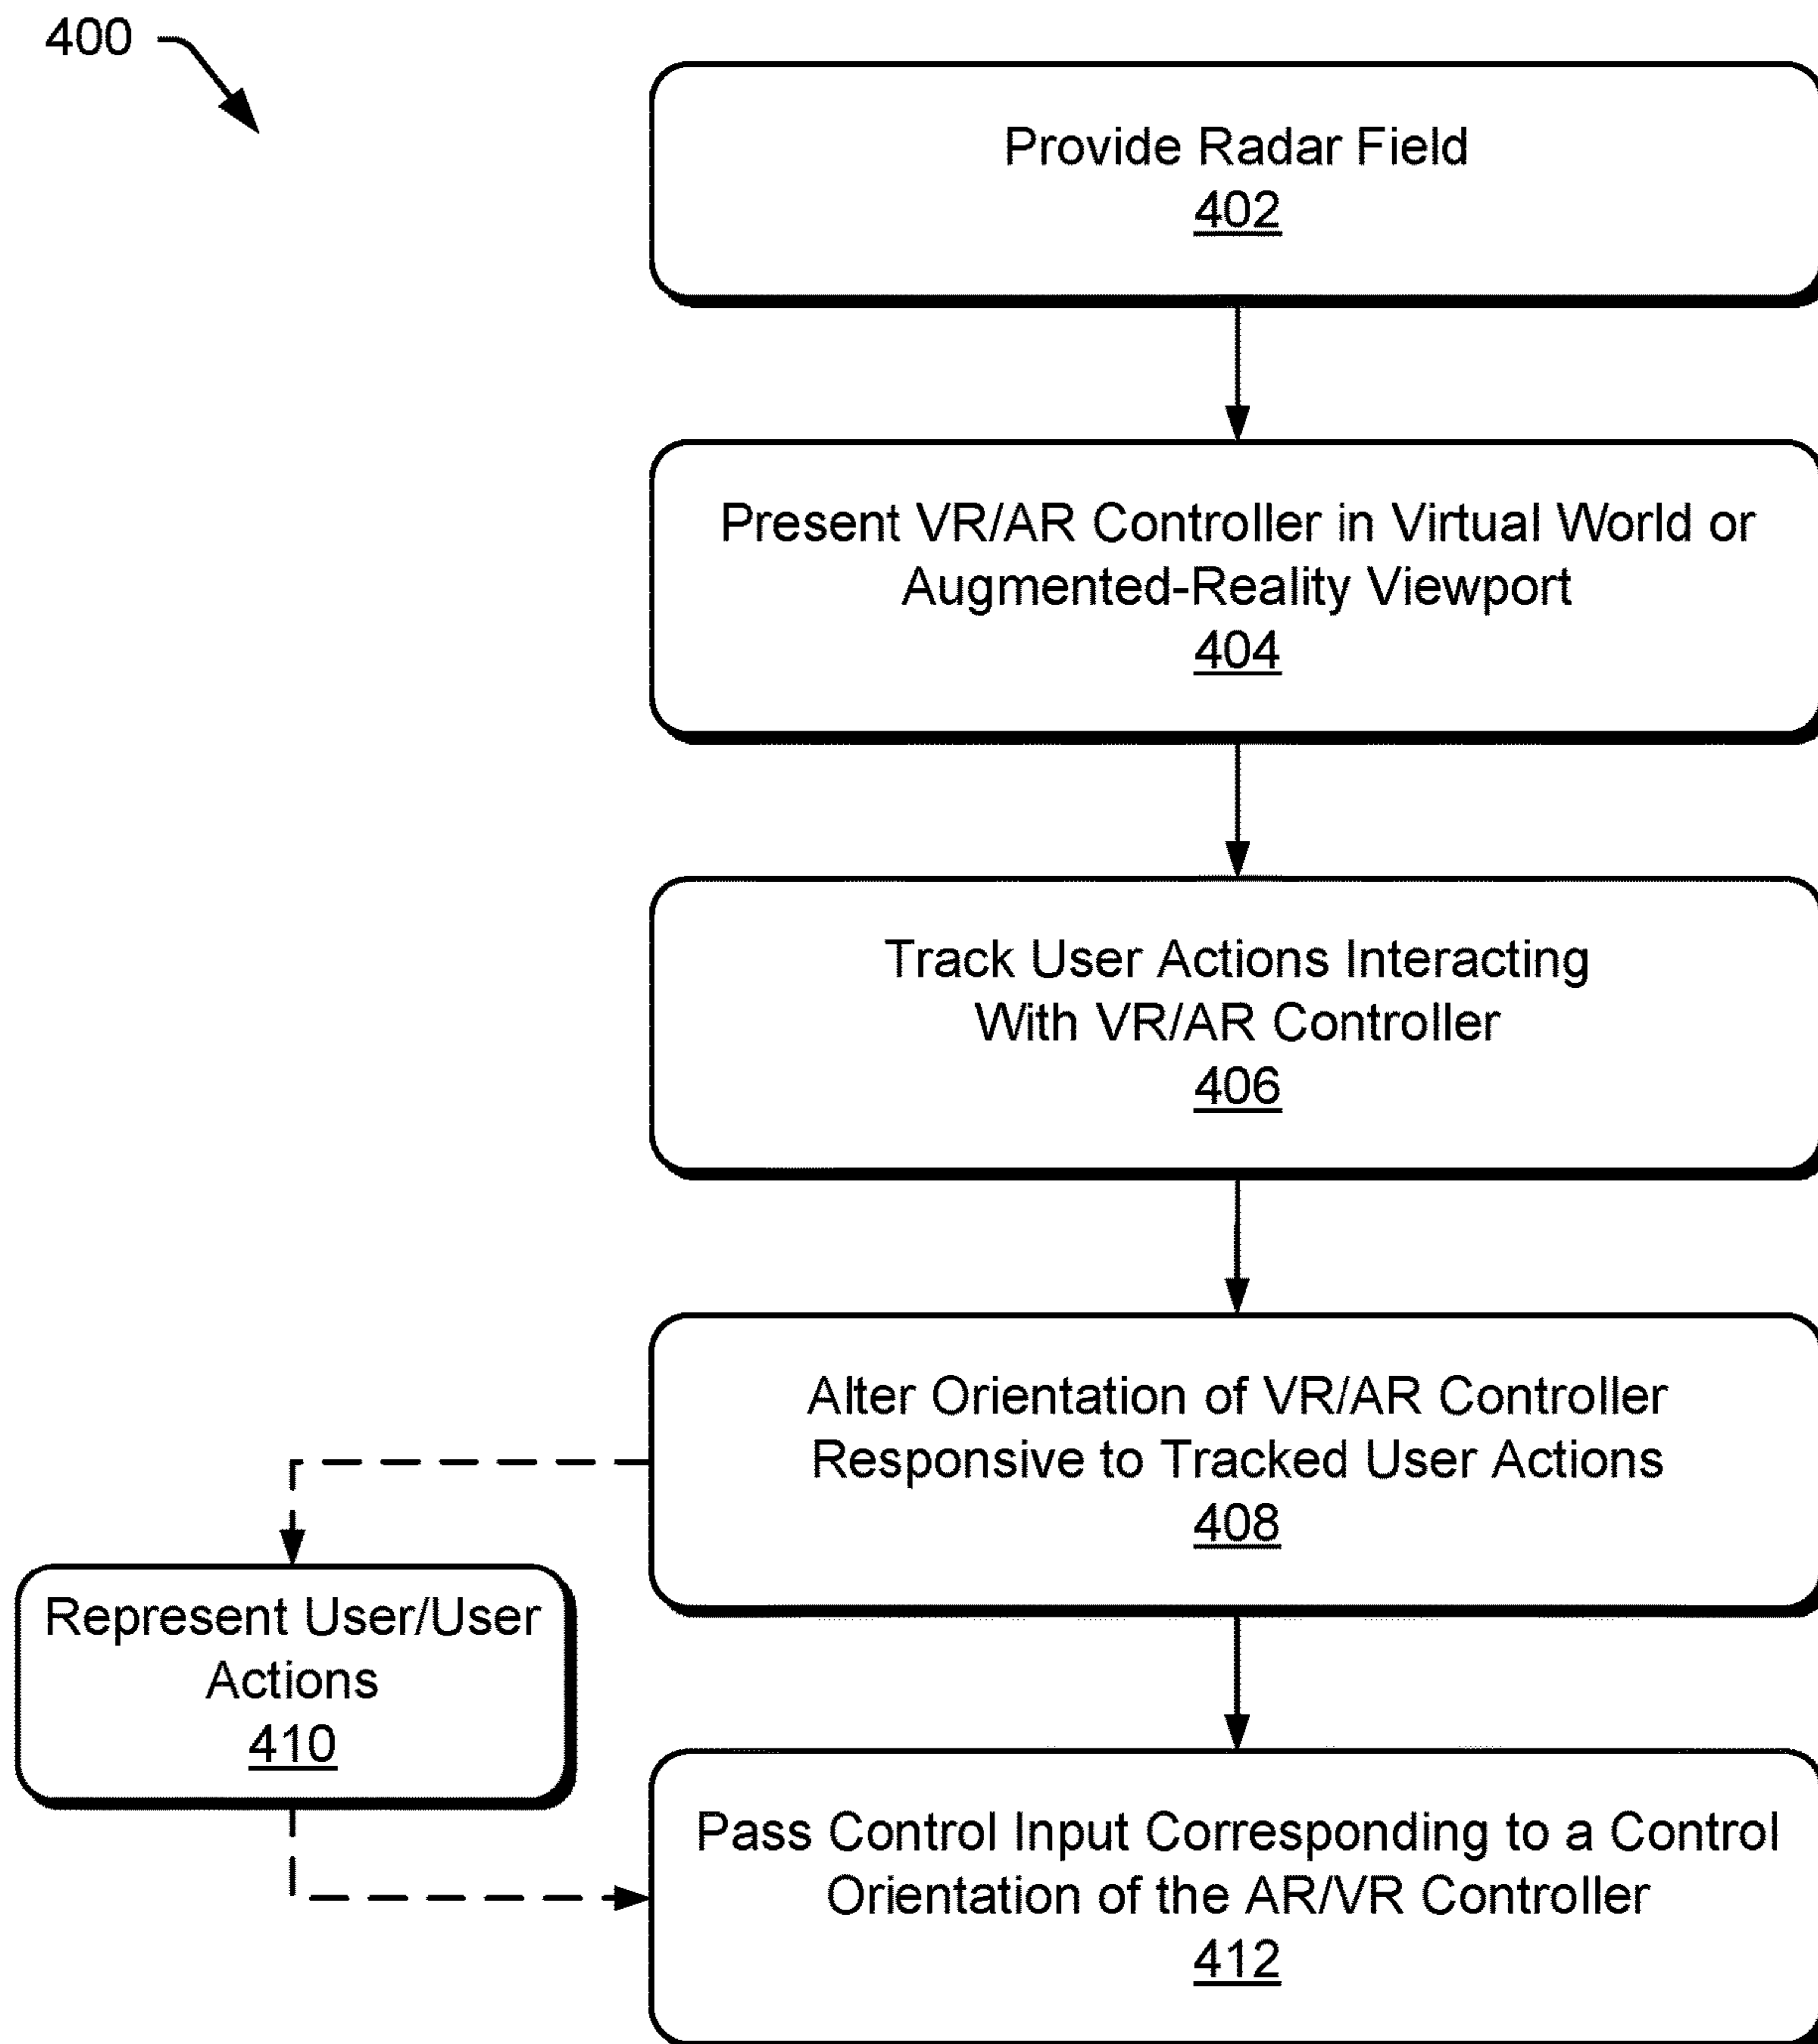 400
Provide Radar Field
402
Present VR/AR Controller in Virtual World or
Augmented-Reality Viewport
404
Track User Actions Interacting
With VR/AR Controller
406
Alter Orientation of VR/AR Controller
Responsive to Tracked User Actions
408
Represent User/User
Actions
410
Pass Control Input Corresponding to a Control
Orientation of the AR/VR Controller
412